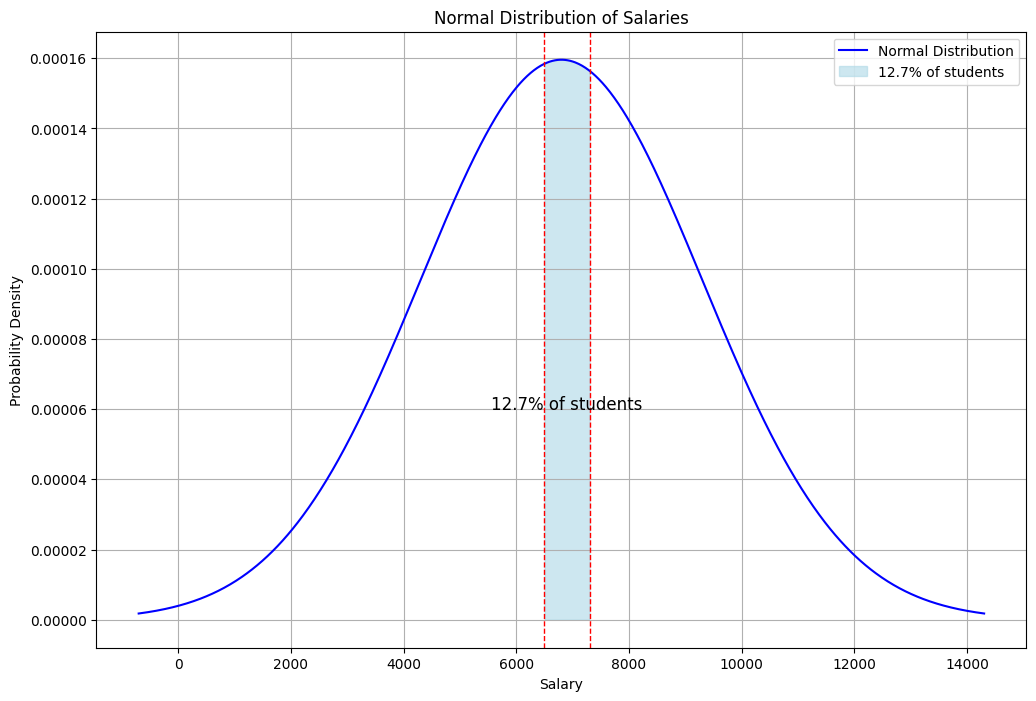 Normal Distribution of Salaries
Normal Distribution
12.7% of students
Probability Density
0.00016
0.00014
0.00012
0.00010
0.00008
0.00006
0.00004
0.00002
0.00000
12.7% of students
0 2000 4000 6000 8000 10000 12000 14000
Salary